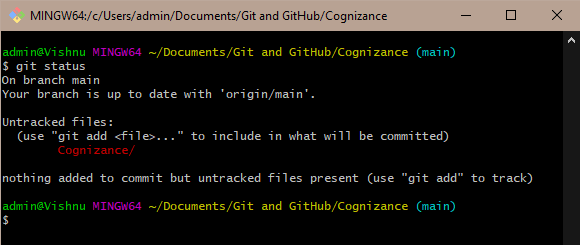 MINGW64:/c/Users/admin/Documents/Git and GitHub/Cognizance
admin@Vishnu MINGW64 ~/Documents/Git and GitHub/Cognizance (main)
$ git status
On branch main
Your branch is up to date with 'origin/main'.
Untracked files:
  (use "git add <file>..." to include in what will be committed)
        Cognizance/
nothing added to commit but untracked files present (use "git add" to track)
admin@Vishnu MINGW64 ~/Documents/Git and GitHub/Cognizance (main)
$